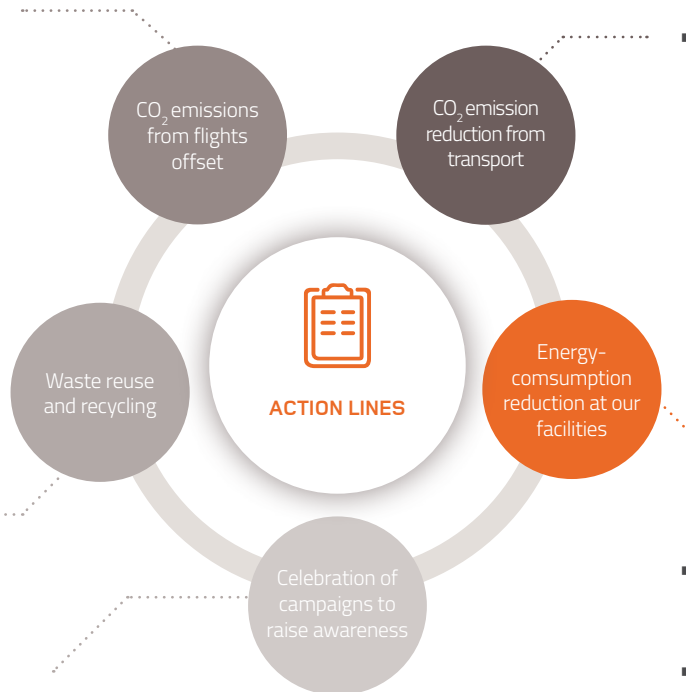 CO₂ emissions
from flights
offset
CO₂ emission
reduction from
transport
Waste reuse
and recycling
ACTION LINES
Energy-
comsumption
reduction at our
facilities
Celebration of
campaigns to
raise awareness